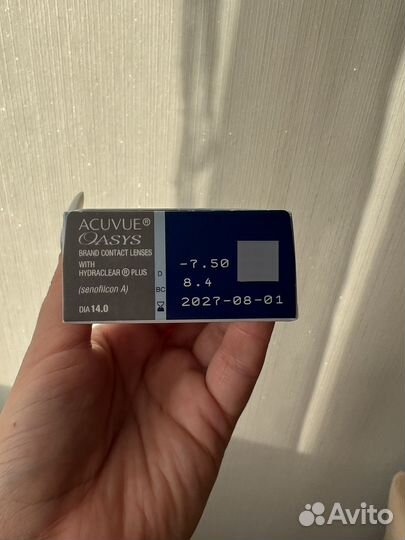 ACUVUE®
OASYS
BRAND CONTACT LENSES
WITH
HYDRACLEAR® PLUS
(senofilcon A)
DIA 14.0
D -7.50
BC 8.4
2027-08-01
Avito